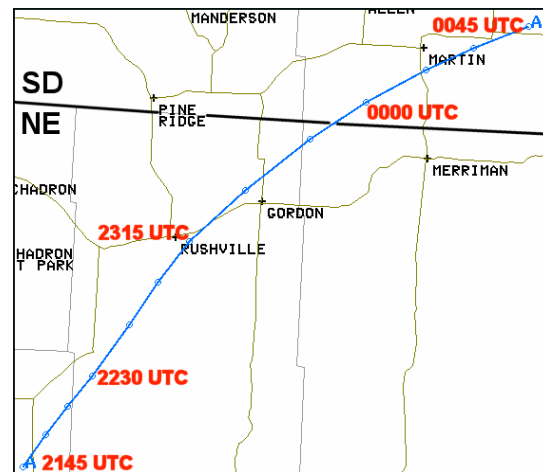 MANDERSON
ALLEN
0045 UTC
A
MARTIN
SD
PINE
RIDGE
0000 UTC
NE
MERRIMAN
CHADRON
GORDON
2315 UTC
RUSHVILLE
HADRON
T PARK
2230 UTC
A
2145 UTC